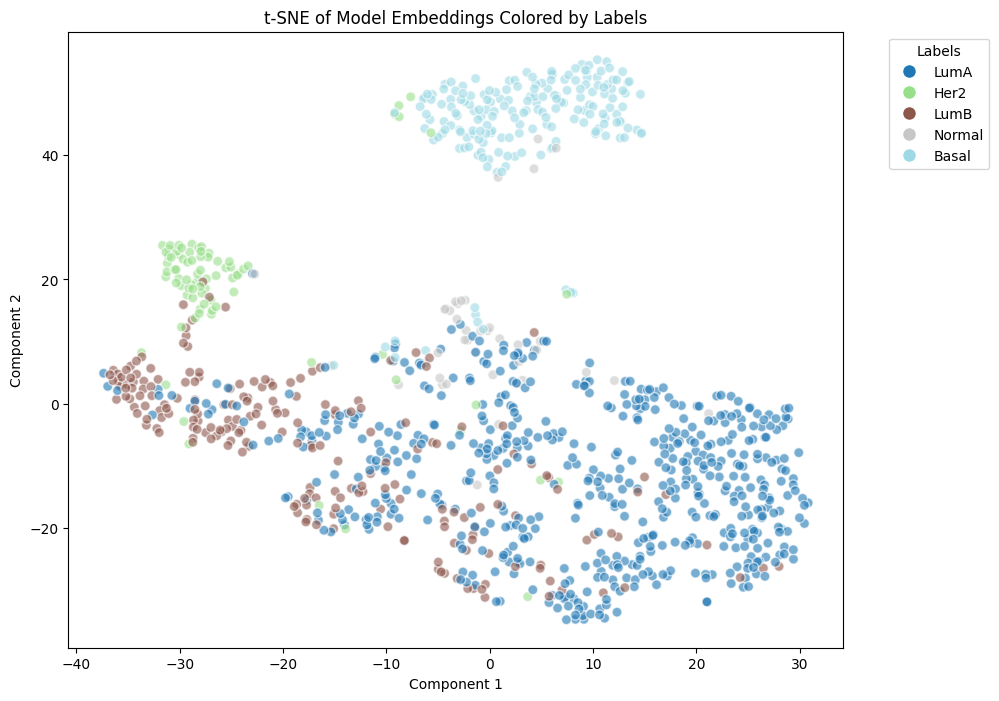 t-SNE of Model Embeddings Colored by Labels
Labels
LumA
Her2
LumB
Normal
Basal
Component 2
40
20
0
−20
−40
−30
−20
−10
0
10
20
30
Component 1